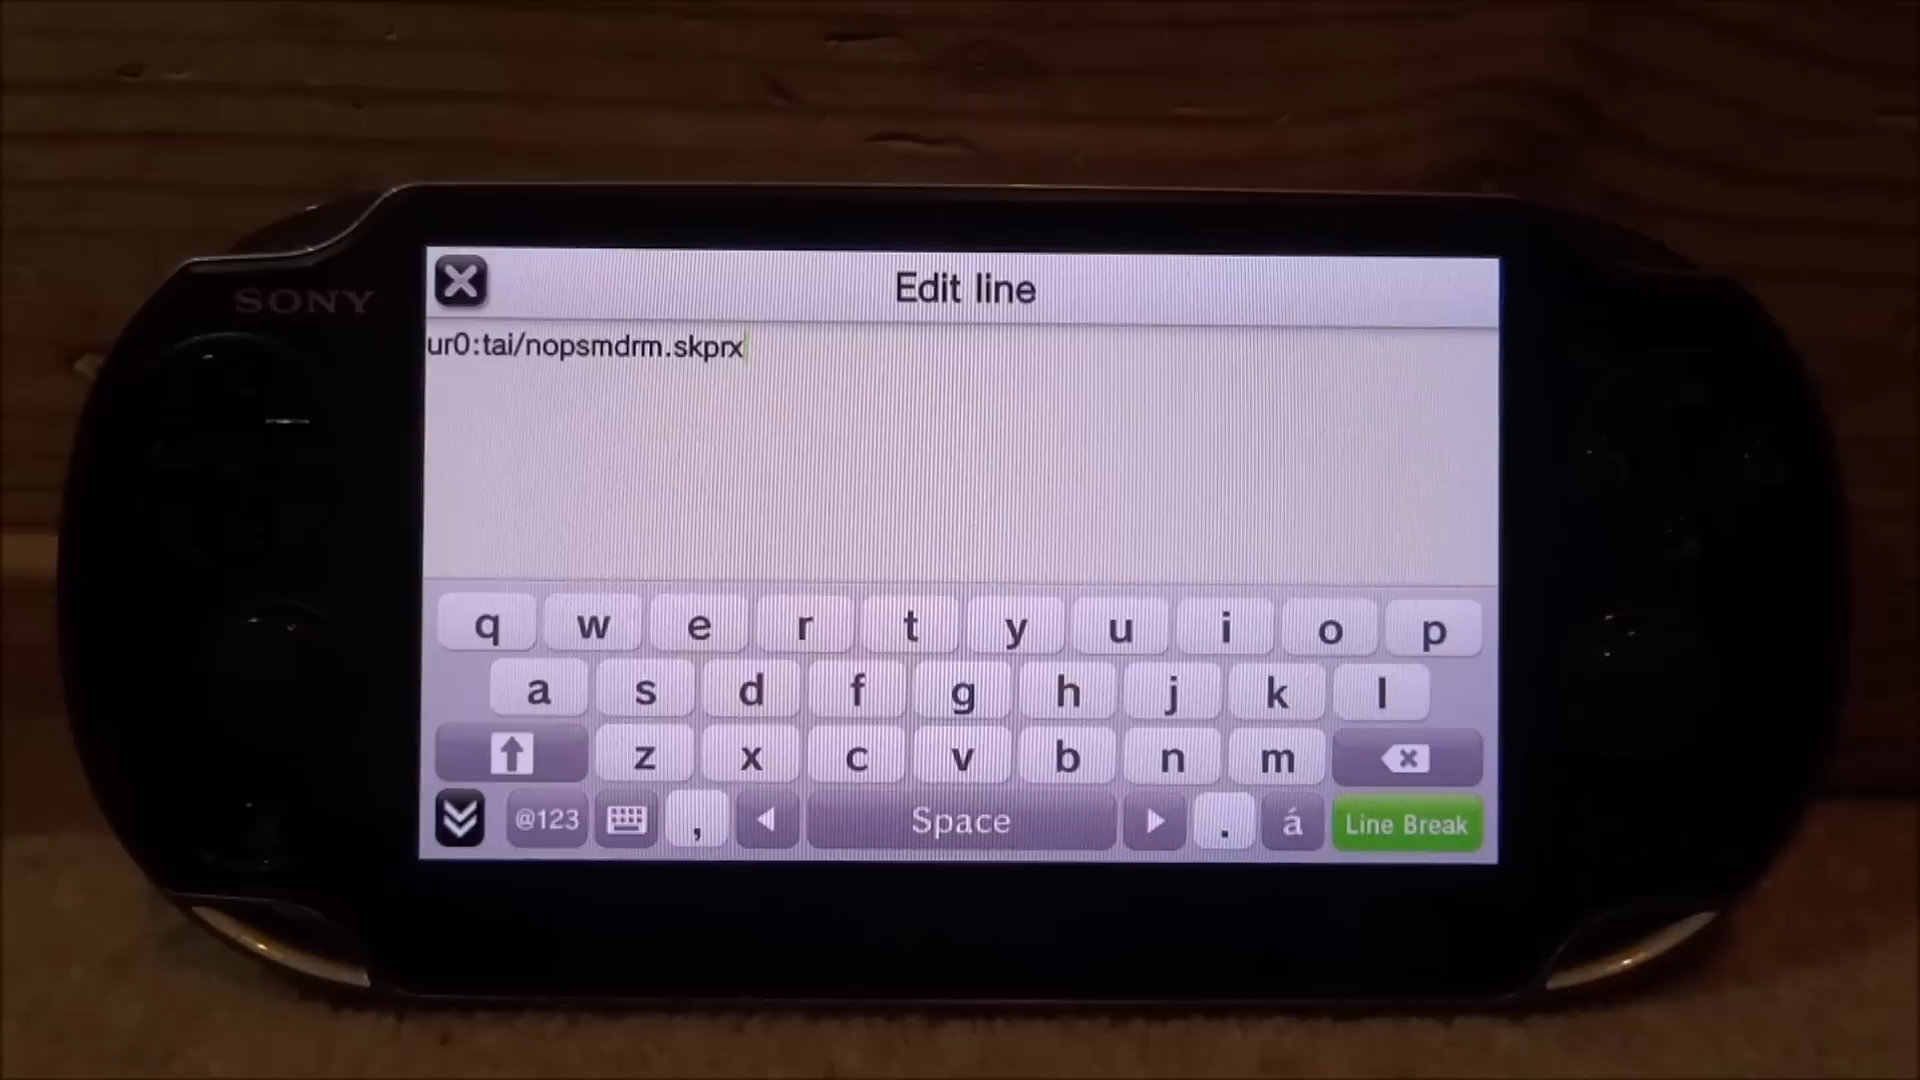 SONY
Edit line
ur0:tai/nopsmdrm.skprx
q w e r t y u i o p
a s d f g h j k l
z x c v b n m
@123 , Space . á Line Break